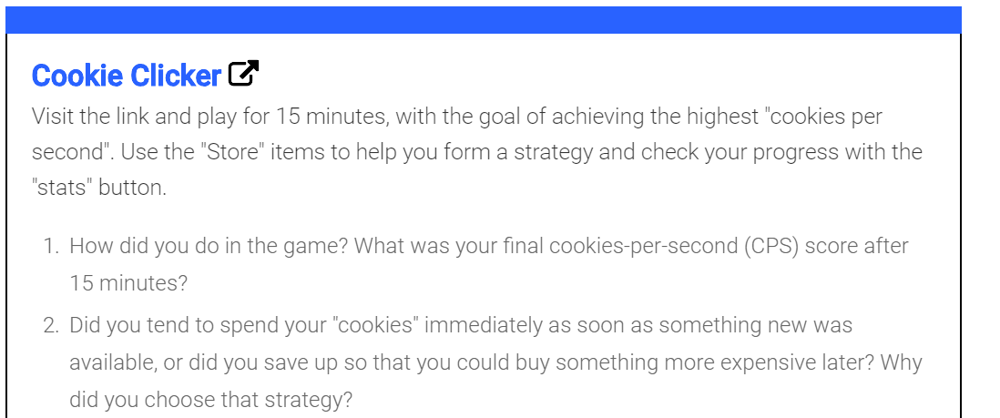 Cookie Clicker
Visit the link and play for 15 minutes, with the goal of achieving the highest "cookies per
second". Use the "Store" items to help you form a strategy and check your progress with the
"stats" button.
1. How did you do in the game? What was your final cookies-per-second (CPS) score after
15 minutes?
2. Did you tend to spend your "cookies" immediately as soon as something new was
available, or did you save up so that you could buy something more expensive later? Why
did you choose that strategy?